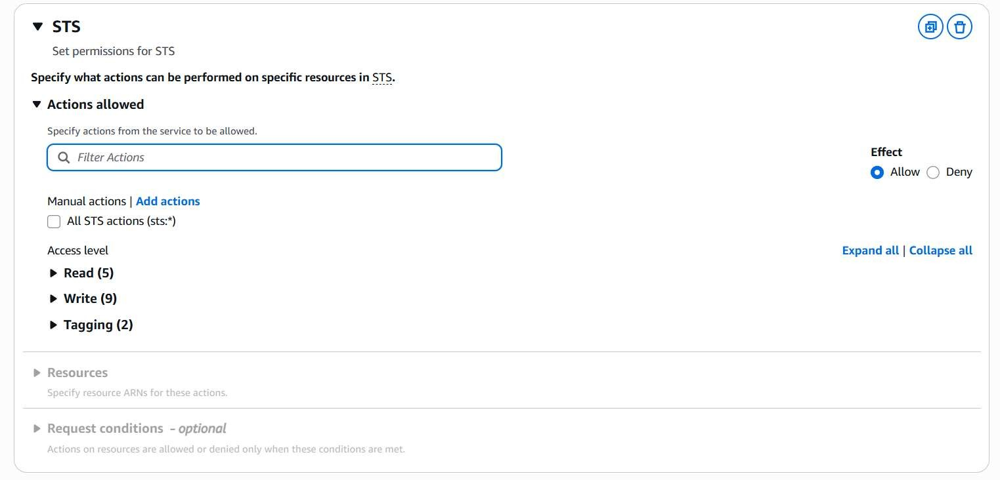 STS
Set permissions for STS
Specify what actions can be performed on specific resources in STS.
Actions allowed
Specify actions from the service to be allowed.
Filter Actions
Effect
Allow Deny
Manual actions | Add actions
All STS actions (sts:*)
Access level
Expand all | Collapse all
Read (5)
Write (9)
Tagging (2)
Resources
Specify resource ARNs for these actions.
Request conditions - optional
Actions on resources are allowed or denied only when these conditions are met.